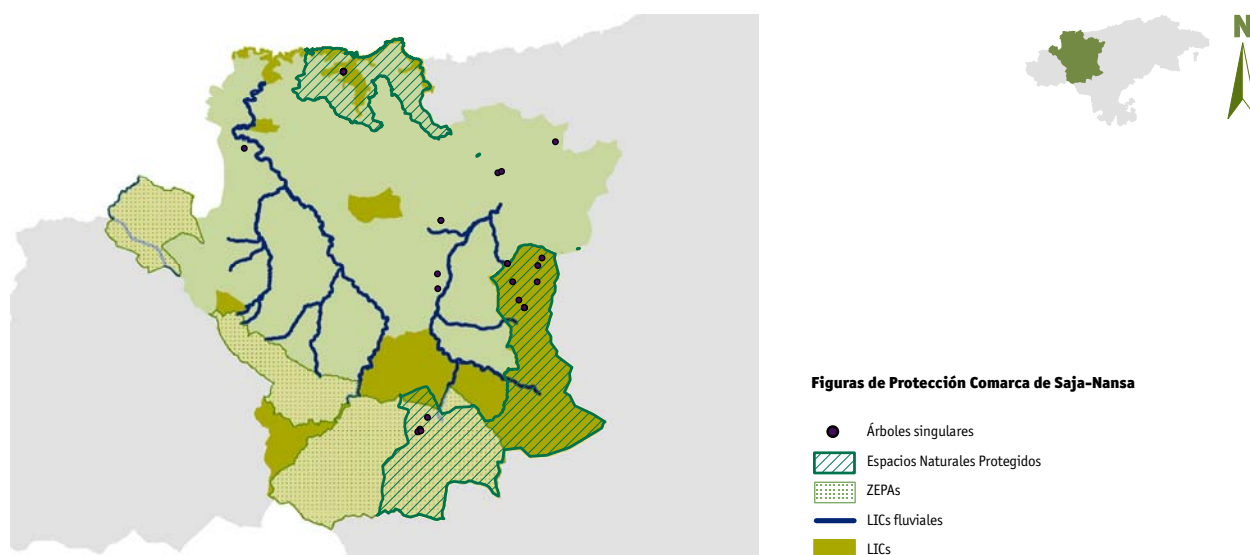 N
Figuras de Protección Comarca de Saja-Nansa
Árboles singulares
Espacios Naturales Protegidos
ZEPAs
LICs fluviales
LICs